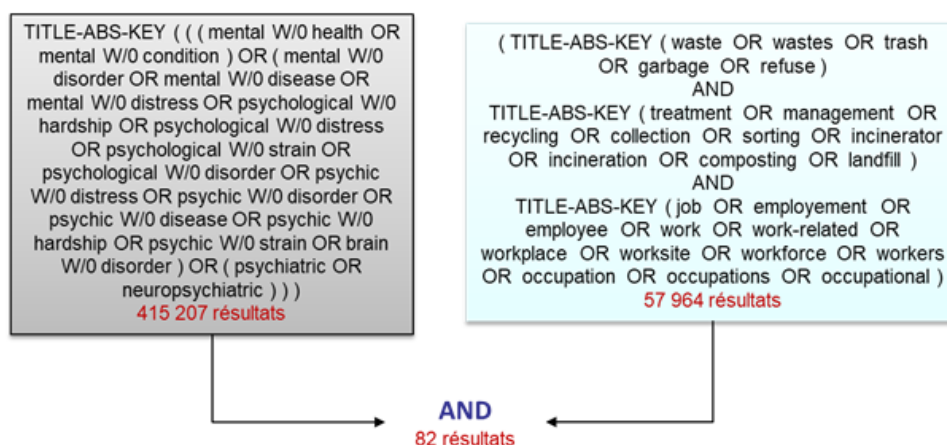 TITLE-ABS-KEY ( ( ( mental W/0 health OR
mental W/0 condition ) OR ( mental W/0
disorder OR mental W/0 disease OR
mental W/0 distress OR psychological W/0
hardship OR psychological W/0 distress
OR psychological W/0 strain OR
psychological W/0 disorder OR psychic
W/0 distress OR psychic W/0 disorder OR
psychic W/0 disease OR psychic W/0
hardship OR psychic W/0 strain OR brain
W/0 disorder ) OR ( psychiatric OR
neuropsychiatric ) ) )
415 207 résultats
( TITLE-ABS-KEY ( waste OR wastes OR trash
OR garbage OR refuse )
AND
TITLE-ABS-KEY ( treatment OR management OR
recycling OR collection OR sorting OR incinerator
OR incineration OR composting OR landfill )
AND
TITLE-ABS-KEY ( job OR employement OR
employee OR work OR work-related OR
workplace OR worksite OR workforce OR workers
OR occupation OR occupations OR occupational )
57 964 résultats
AND
82 résultats